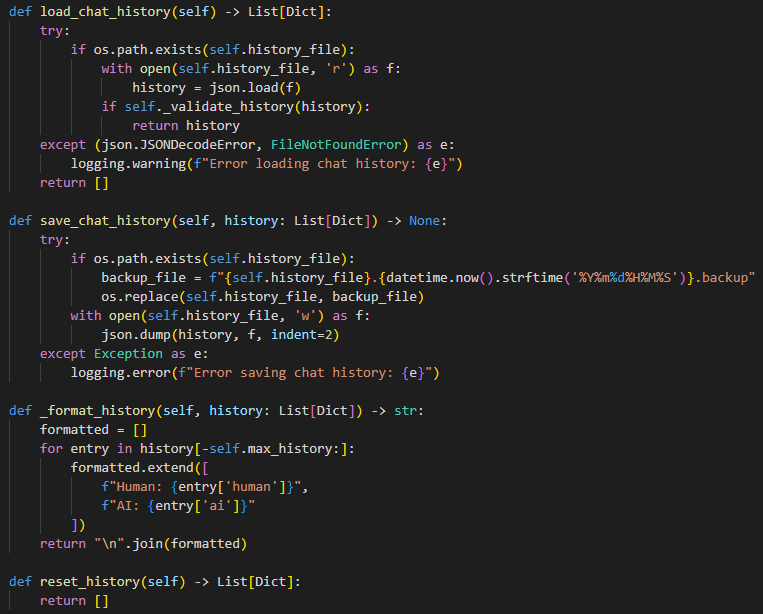 def load_chat_history(self) -> List[Dict]:
    try:
        if os.path.exists(self.history_file):
            with open(self.history_file, 'r') as f:
                history = json.load(f)
            if self._validate_history(history):
                return history
    except (json.JSONDecodeError, FileNotFoundError) as e:
        logging.warning(f"Error loading chat history: {e}")
    return []

def save_chat_history(self, history: List[Dict]) -> None:
    try:
        if os.path.exists(self.history_file):
            backup_file = f"{self.history_file}.{datetime.now().strftime('%Y%m%d%H%M%S')}.backup"
            os.replace(self.history_file, backup_file)
        with open(self.history_file, 'w') as f:
            json.dump(history, f, indent=2)
    except Exception as e:
        logging.error(f"Error saving chat history: {e}")

def _format_history(self, history: List[Dict]) -> str:
    formatted = []
    for entry in history[-self.max_history:]:
        formatted.extend([
            f"Human: {entry['human']}",
            f"AI: {entry['ai']}"
        ])
    return "\n".join(formatted)

def reset_history(self) -> List[Dict]:
    return []